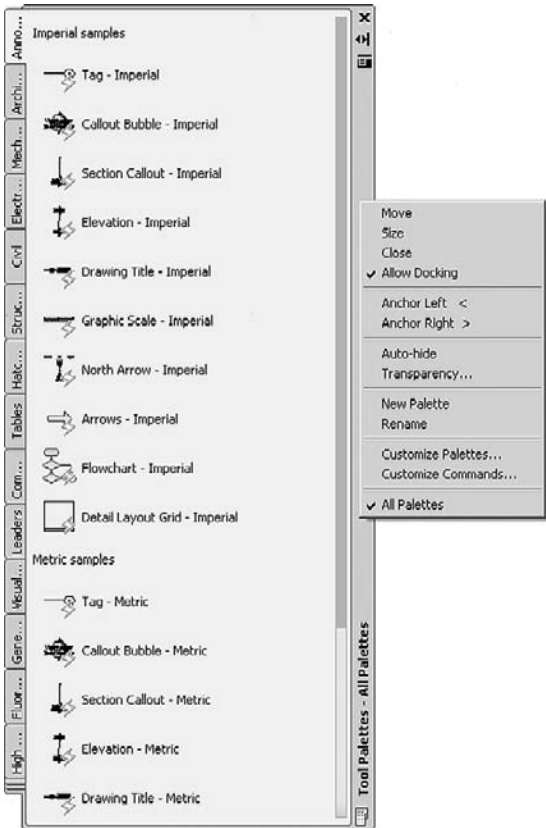 Anno...
Archi...
Mech...
Electr...
Civil
Struc...
Hatc...
Tables
Com...
Leaders
Visual...
Gene...
Fluor...
High ...
Imperial samples
Tag - Imperial
Callout Bubble - Imperial
Section Callout - Imperial
Elevation - Imperial
Drawing Title - Imperial
Graphic Scale - Imperial
North Arrow - Imperial
Arrows - Imperial
Flowchart - Imperial
Detail Layout Grid - Imperial
Metric samples
Tag - Metric
Callout Bubble - Metric
Section Callout - Metric
Elevation - Metric
Drawing Title - Metric
Tool Palettes - All Palettes
Move
Size
Close
Allow Docking
Anchor Left <
Anchor Right >
Auto-hide
Transparency...
New Palette
Rename
Customize Palettes...
Customize Commands...
All Palettes